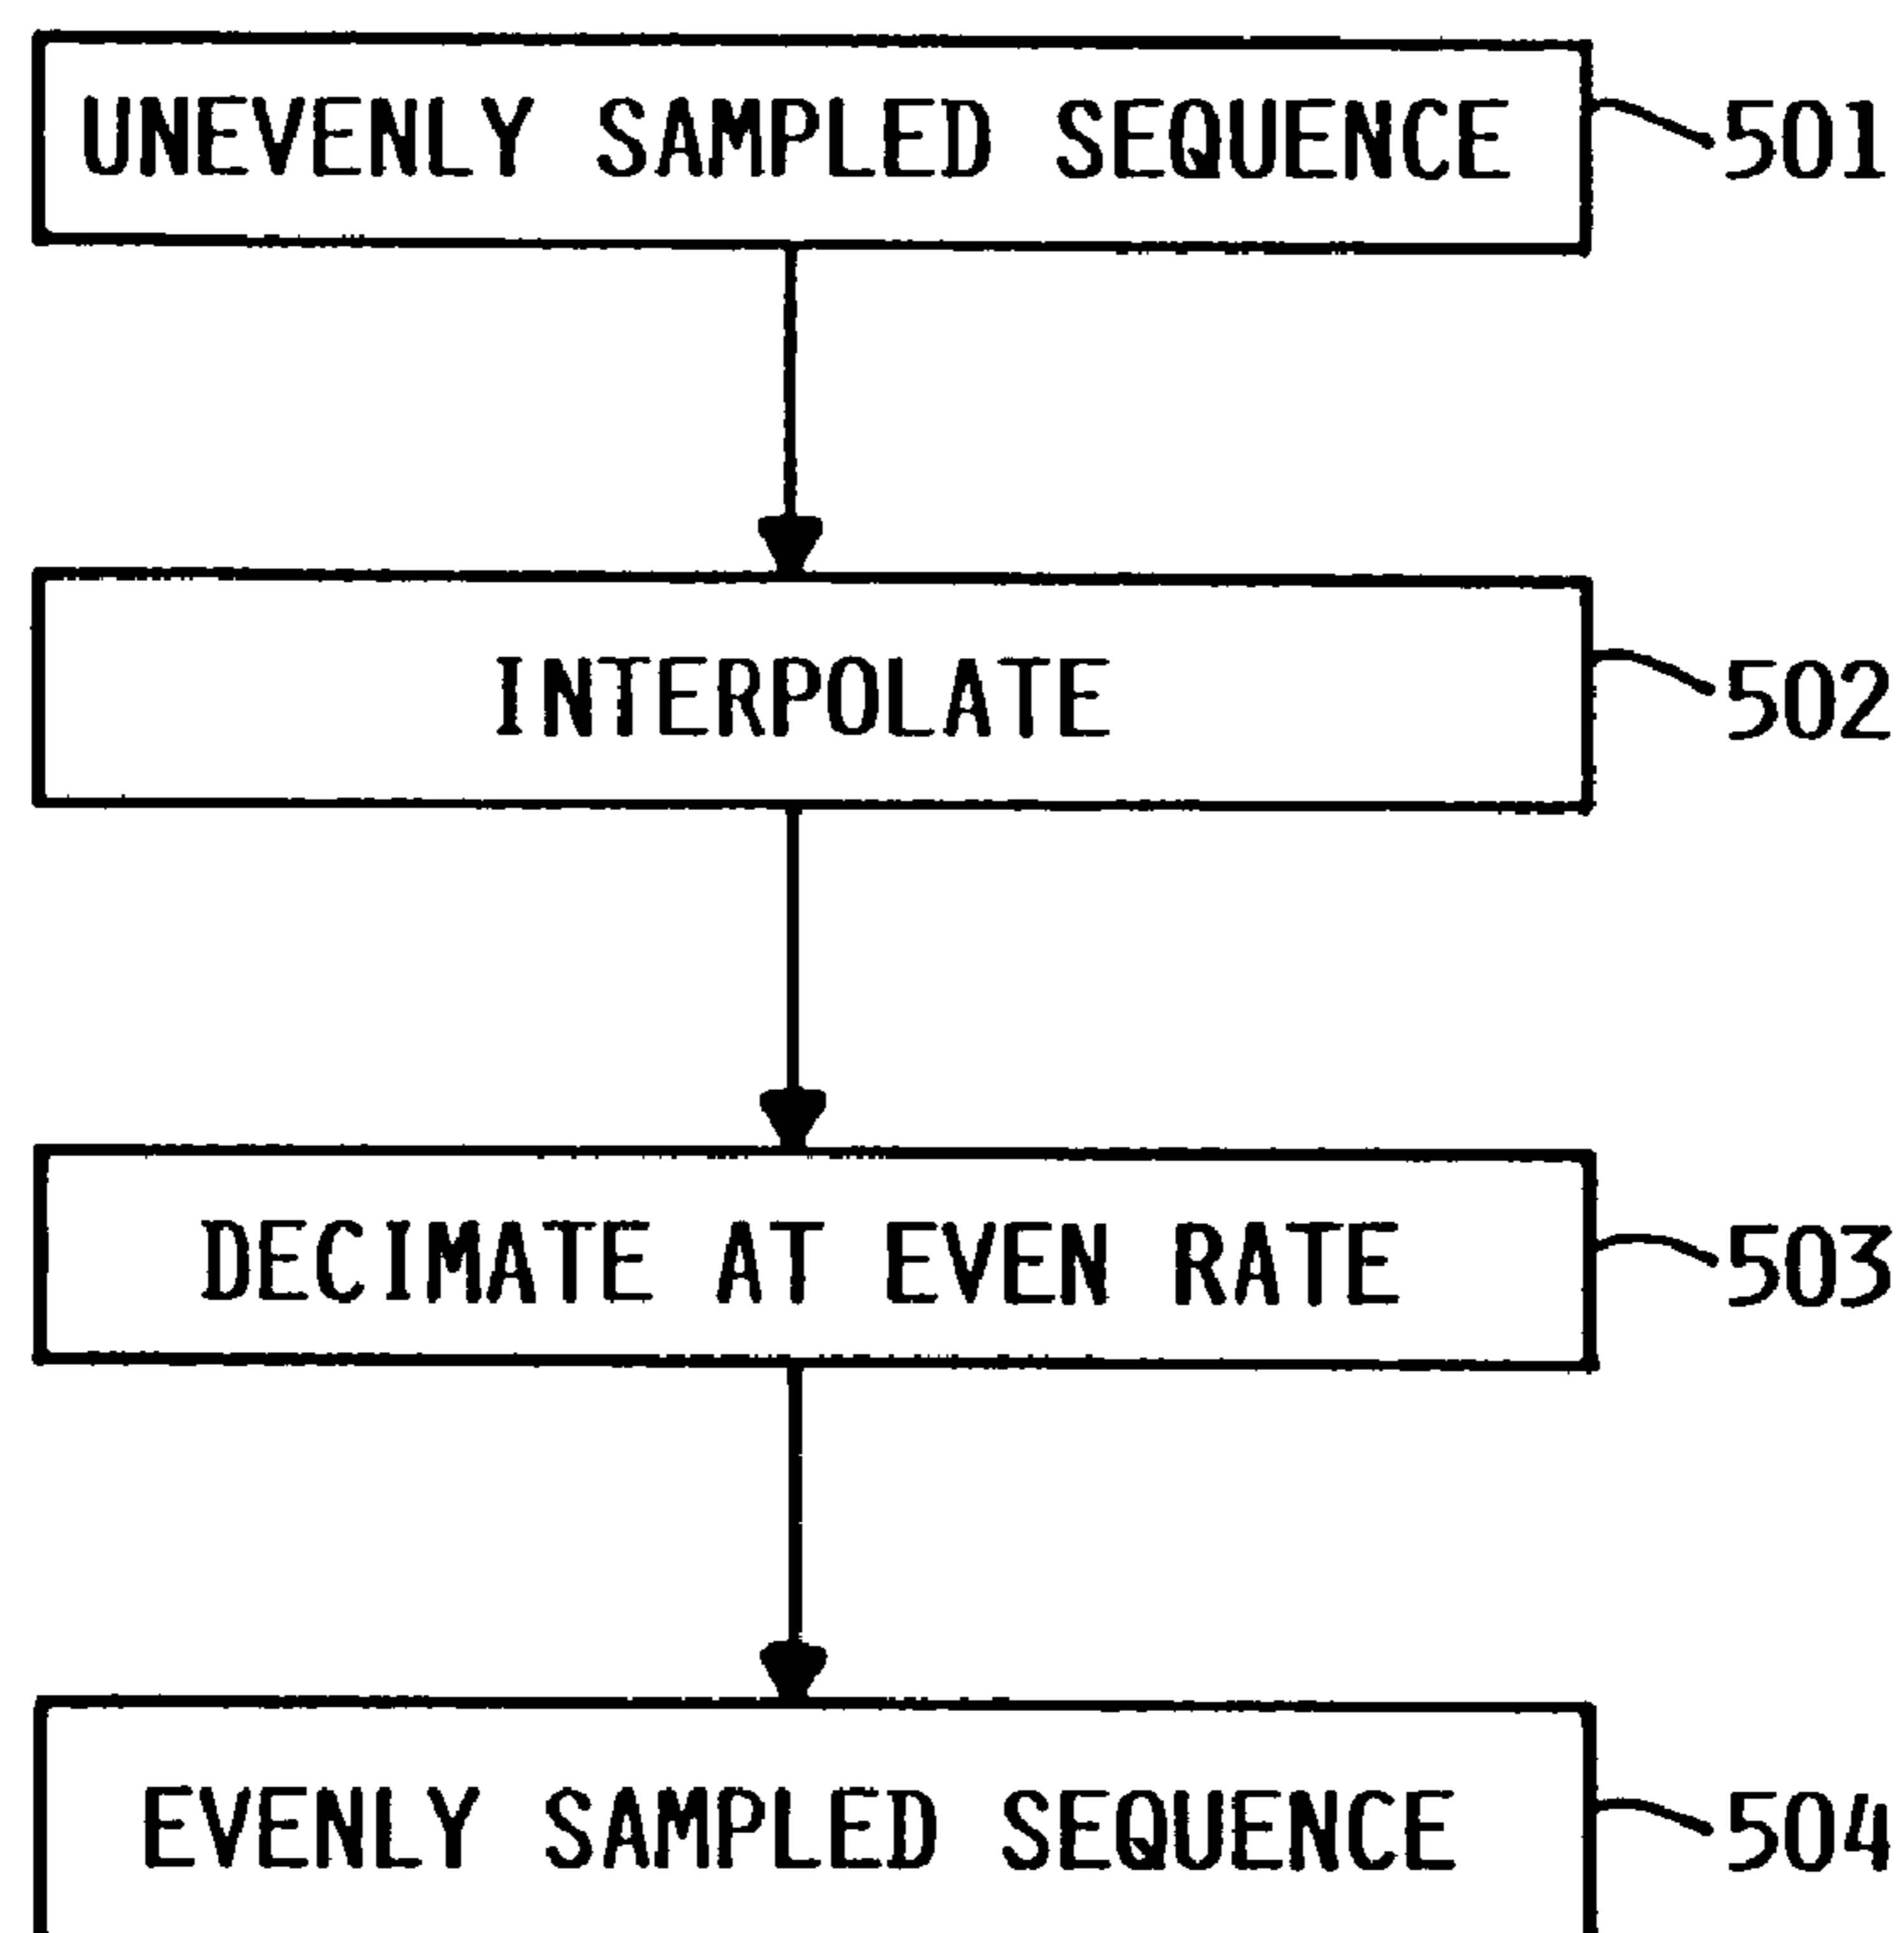 UNEVENLY SAMPLED SEQUENCE 501
INTERPOLATE 502
DECIMATE AT EVEN RATE 503
EVENLY SAMPLED SEQUENCE 504